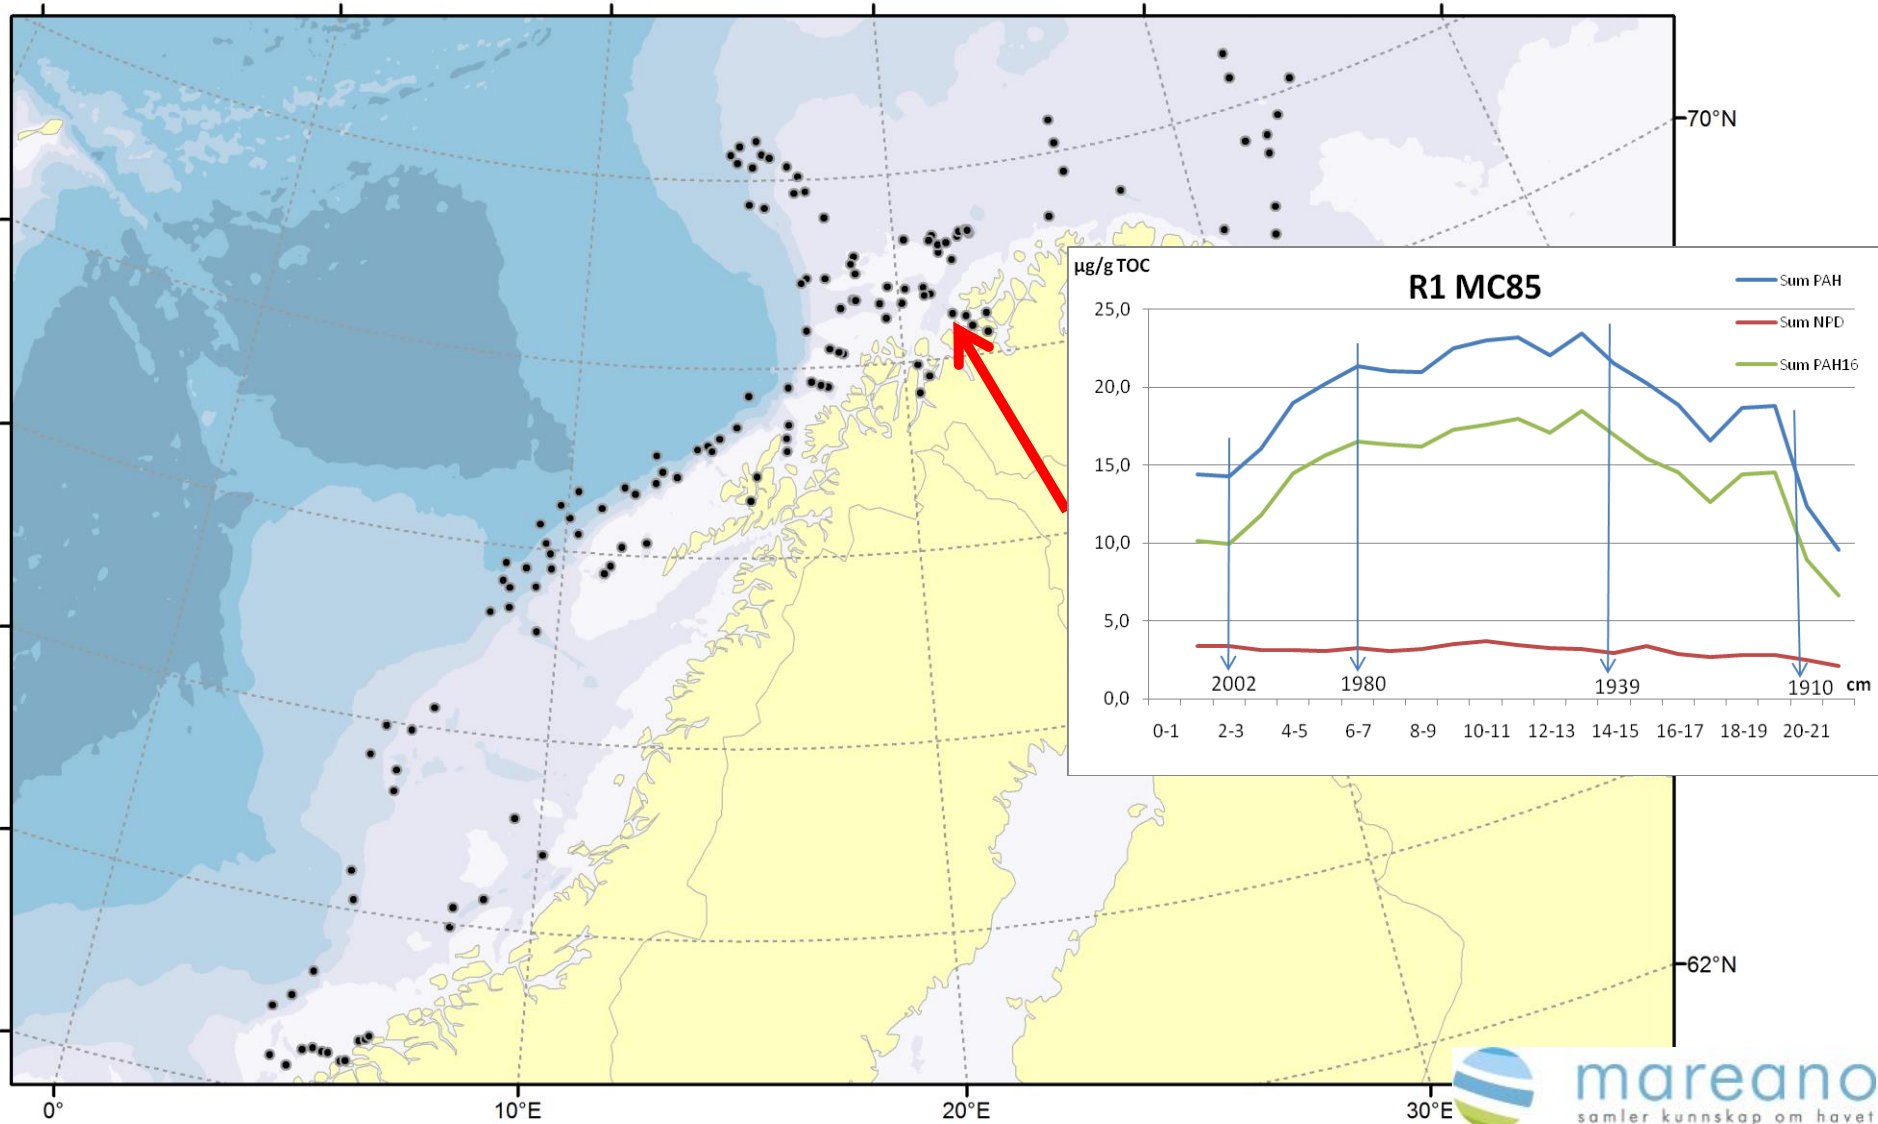 70°N
µg/g TOC
R1 MC85
Sum PAH
Sum NPD
Sum PAH16
25,0
20,0
15,0
10,0
5,0
0,0
2002
1980
1939
1910
cm
0-1 2-3 4-5 6-7 8-9 10-11 12-13 14-15 16-17 18-19 20-21
62°N
0° 10°E 20°E 30°E
mareano
samler kunnskap om havet